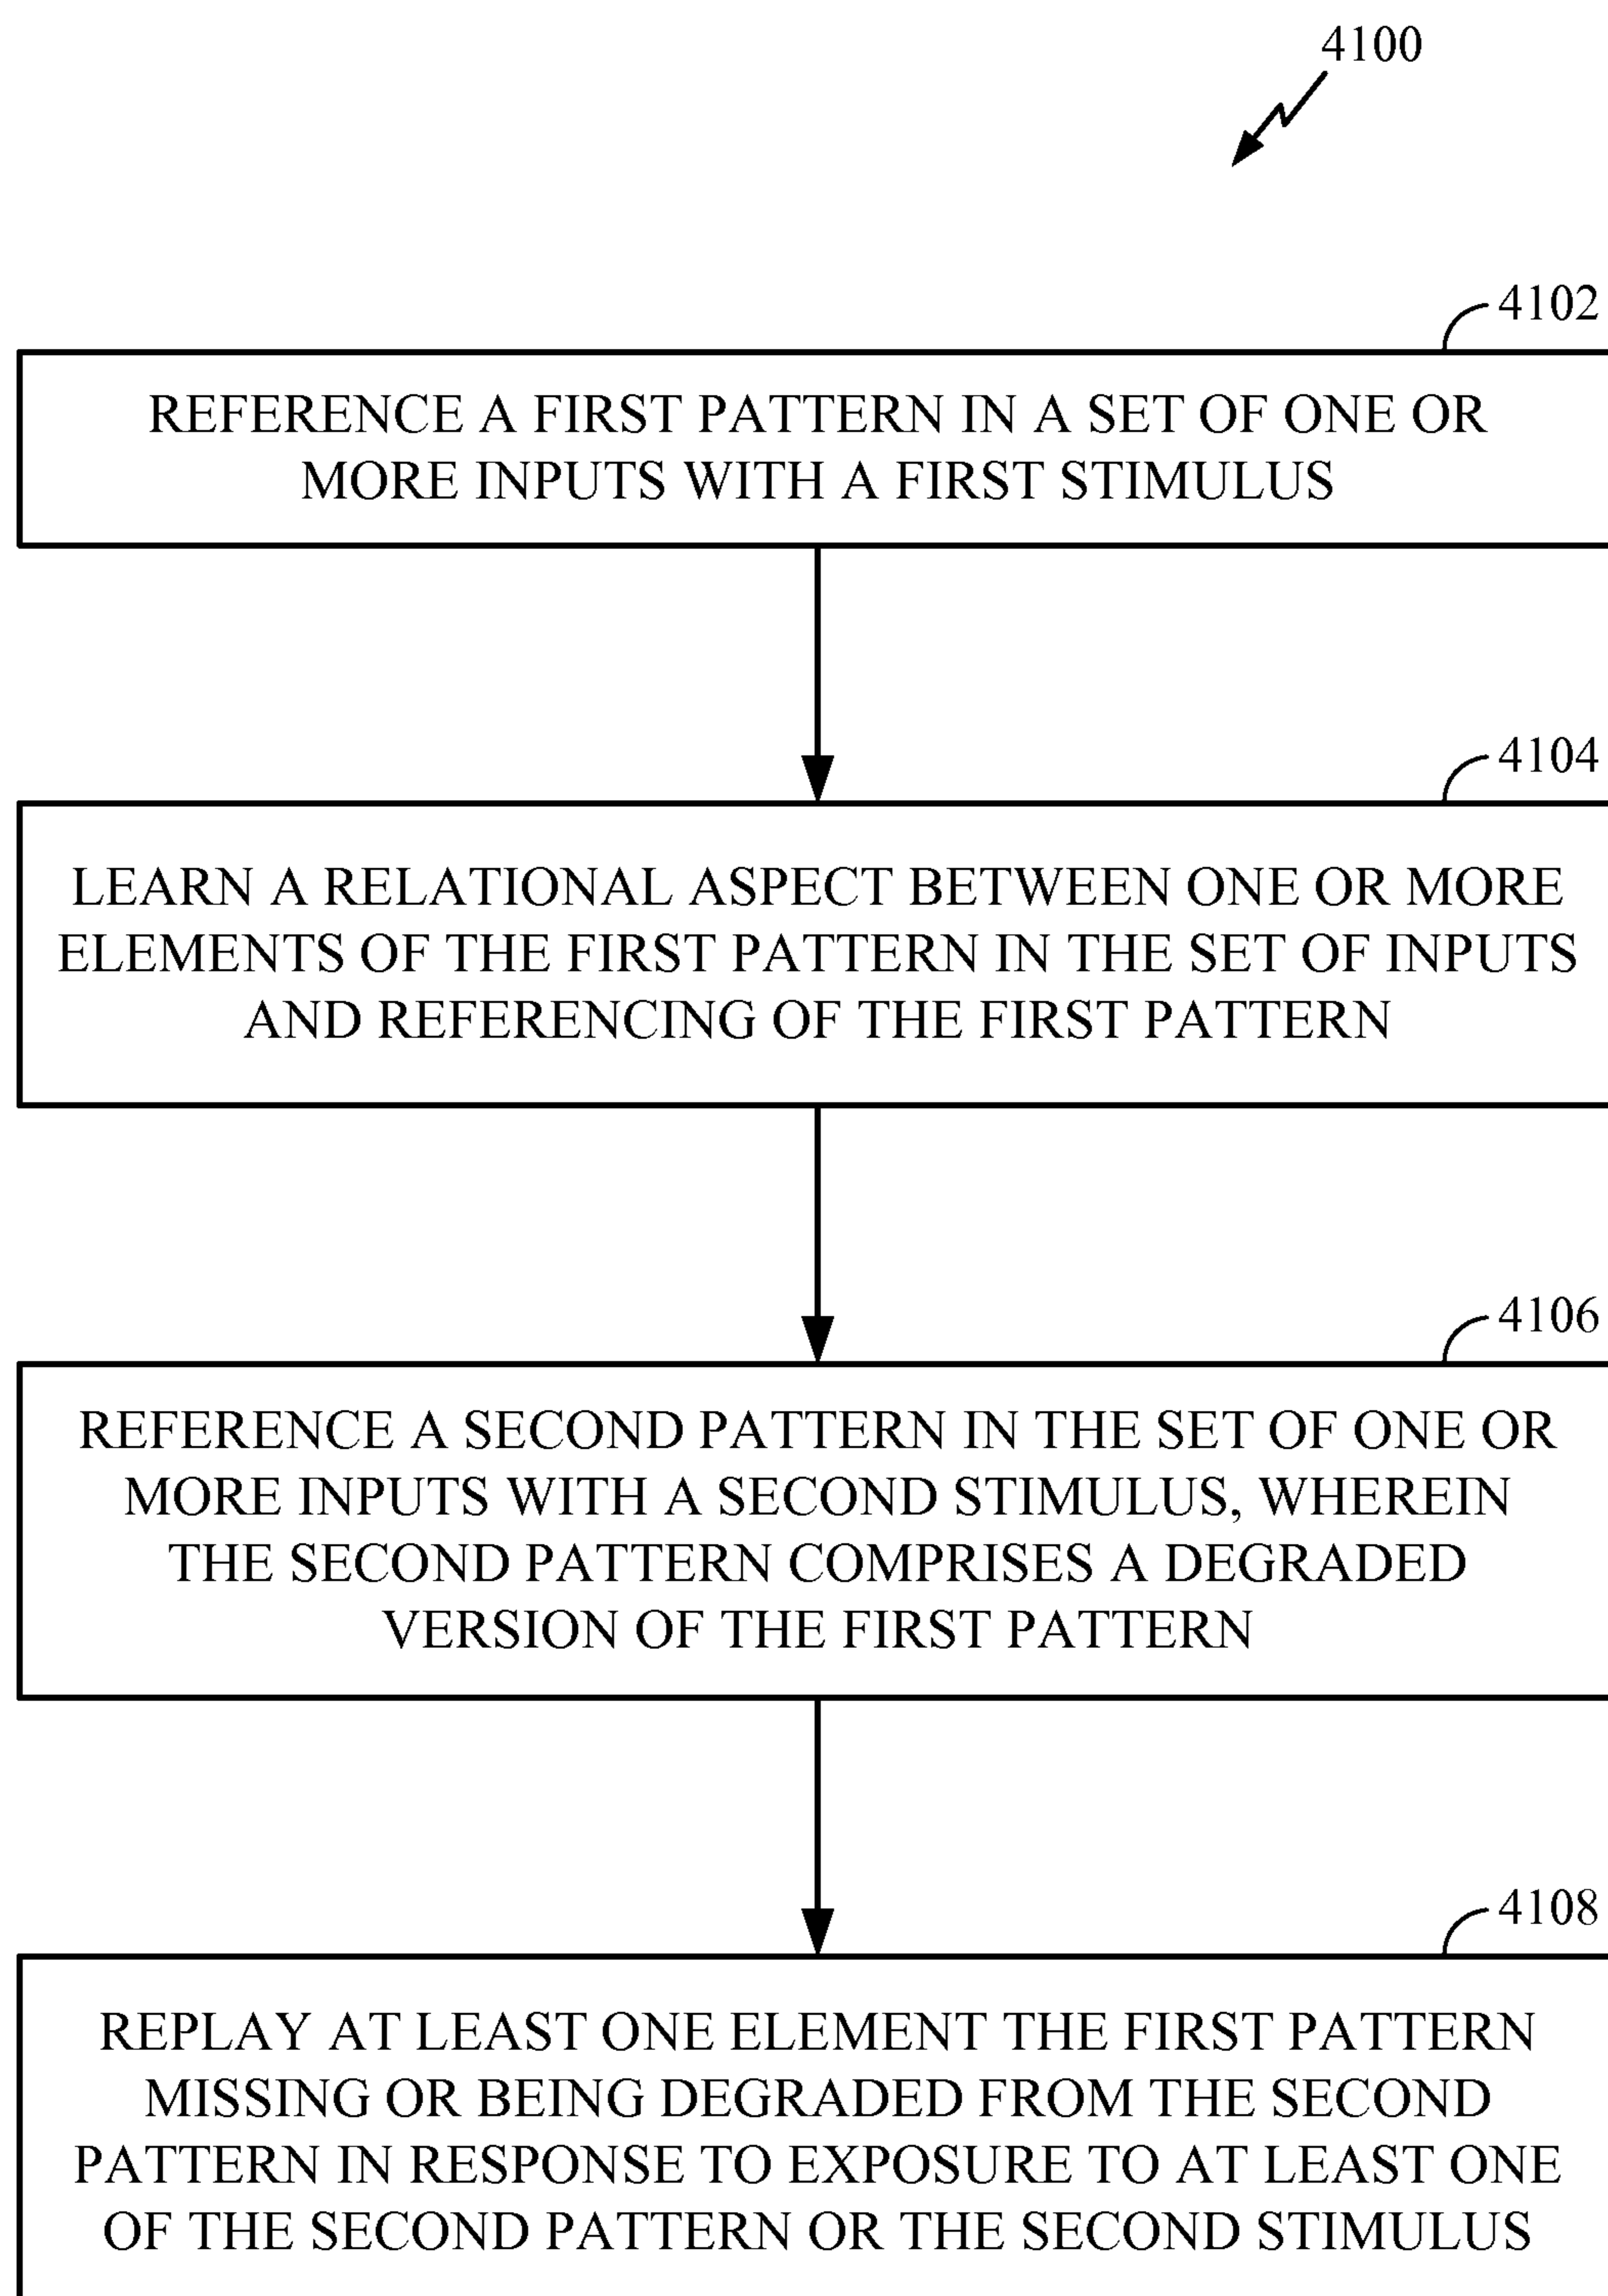 4100
4102
REFERENCE A FIRST PATTERN IN A SET OF ONE OR
MORE INPUTS WITH A FIRST STIMULUS
4104
LEARN A RELATIONAL ASPECT BETWEEN ONE OR MORE
ELEMENTS OF THE FIRST PATTERN IN THE SET OF INPUTS
AND REFERENCING OF THE FIRST PATTERN
4106
REFERENCE A SECOND PATTERN IN THE SET OF ONE OR
MORE INPUTS WITH A SECOND STIMULUS, WHEREIN
THE SECOND PATTERN COMPRISES A DEGRADED
VERSION OF THE FIRST PATTERN
4108
REPLAY AT LEAST ONE ELEMENT THE FIRST PATTERN
MISSING OR BEING DEGRADED FROM THE SECOND
PATTERN IN RESPONSE TO EXPOSURE TO AT LEAST ONE
OF THE SECOND PATTERN OR THE SECOND STIMULUS